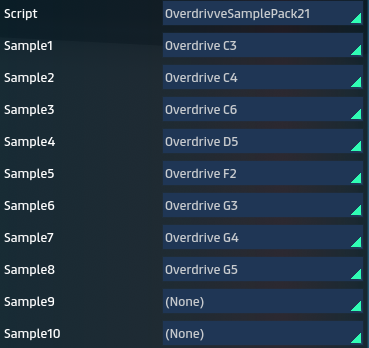 Script OverdrivveSamplePack21
Sample1 Overdrive C3
Sample2 Overdrive C4
Sample3 Overdrive C6
Sample4 Overdrive D5
Sample5 Overdrive F2
Sample6 Overdrive G3
Sample7 Overdrive G4
Sample8 Overdrive G5
Sample9 (None)
Sample10 (None)